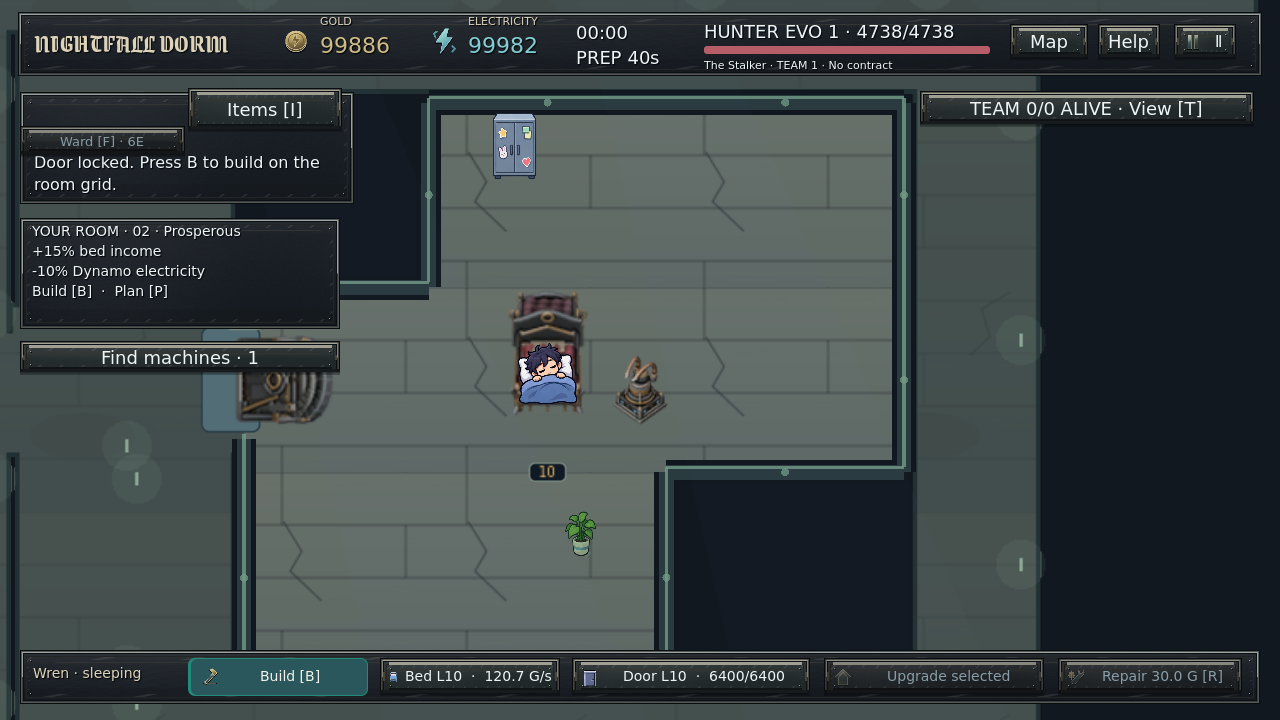 NIGHTFALL DORM
GOLD
99886
ELECTRICITY
99982
00:00
PREP 40s
HUNTER EVO 1 · 4738/4738
The Stalker · TEAM 1 · No contract
Map
Help
II
Items [I]
Ward [F] · 6E
Door locked. Press B to build on the
room grid.
TEAM 0/0 ALIVE · View [T]
YOUR ROOM · 02 · Prosperous
+15% bed income
-10% Dynamo electricity
Build [B] · Plan [P]
Find machines · 1
10
Wren · sleeping
Build [B]
Bed L10 · 120.7 G/s
Door L10 · 6400/6400
Upgrade selected
Repair 30.0 G [R]